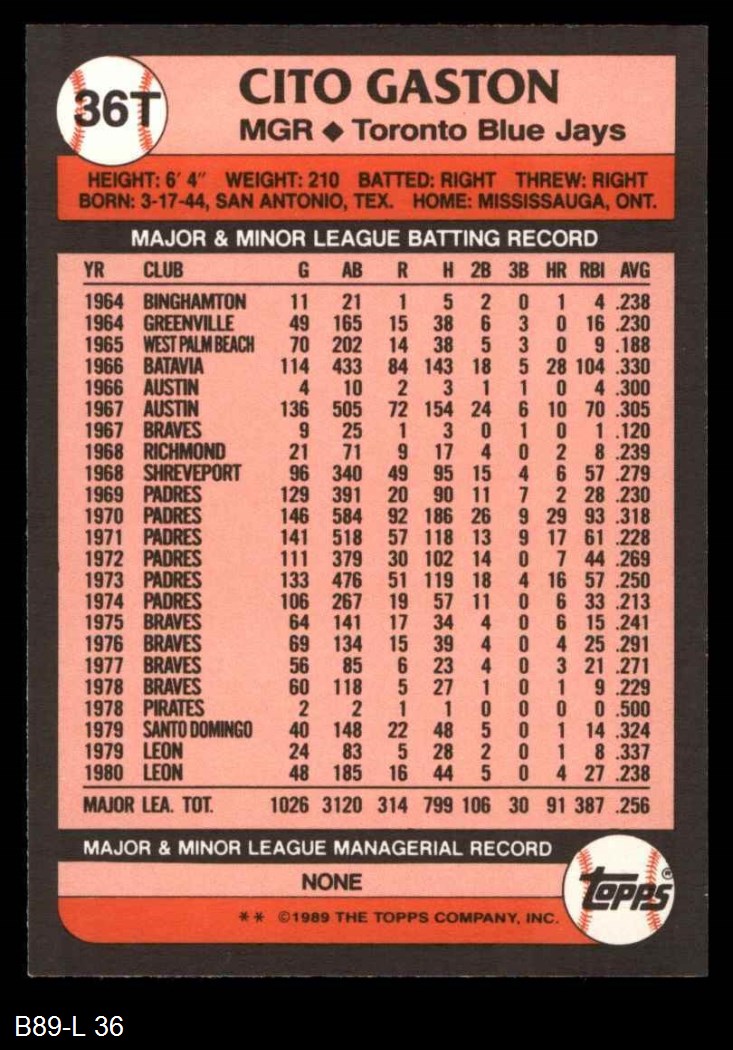 36T
CITO GASTON
MGR ◆ Toronto Blue Jays
HEIGHT: 6' 4" WEIGHT: 210 BATTED: RIGHT THREW: RIGHT
BORN: 3-17-44, SAN ANTONIO, TEX. HOME: MISSISSAUGA, ONT.
MAJOR & MINOR LEAGUE BATTING RECORD
YR CLUB G AB R H 2B 3B HR RBI AVG
1964 BINGHAMTON 11 21 1 5 2 0 1 4 .238
1964 GREENVILLE 49 165 15 38 6 3 0 16 .230
1965 WEST PALM BEACH 70 202 14 38 5 3 0 9 .188
1966 BATAVIA 114 433 84 143 18 5 28 104 .330
1966 AUSTIN 4 10 2 3 1 1 0 4 .300
1967 AUSTIN 136 505 72 154 24 6 10 70 .305
1967 BRAVES 9 25 1 3 0 1 0 1 .120
1968 RICHMOND 21 71 9 17 4 0 2 8 .239
1968 SHREVEPORT 96 340 49 95 15 4 6 57 .279
1969 PADRES 129 391 20 90 11 7 2 28 .230
1970 PADRES 146 584 92 186 26 9 29 93 .318
1971 PADRES 141 518 57 118 13 9 17 61 .228
1972 PADRES 111 379 30 102 14 0 7 44 .269
1973 PADRES 133 476 51 119 18 4 16 57 .250
1974 PADRES 106 267 19 57 11 0 6 33 .213
1975 BRAVES 64 141 17 34 4 0 6 15 .241
1976 BRAVES 69 134 15 39 4 0 4 25 .291
1977 BRAVES 56 85 6 23 4 0 3 21 .271
1978 BRAVES 60 118 5 27 1 0 1 9 .229
1978 PIRATES 2 2 1 1 0 0 0 0 .500
1979 SANTO DOMINGO 40 148 22 48 5 0 1 14 .324
1979 LEON 24 83 5 28 2 0 1 8 .337
1980 LEON 48 185 16 44 5 0 4 27 .238
MAJOR LEA. TOT. 1026 3120 314 799 106 30 91 387 .256
MAJOR & MINOR LEAGUE MANAGERIAL RECORD
NONE
TOPPS®
** ©1989 THE TOPPS COMPANY, INC.
B89-L 36